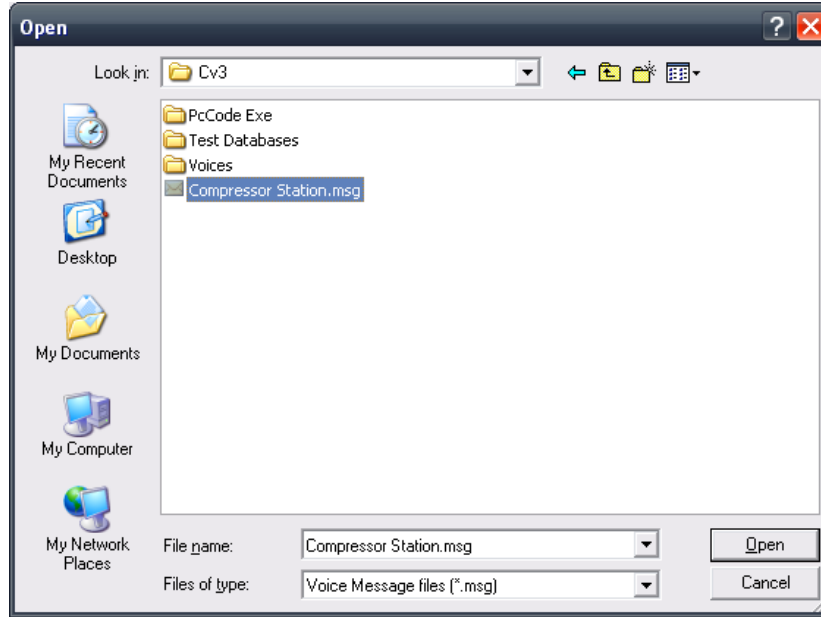 Open
Look in:
Cv3
My Recent
Documents
Desktop
My Documents
My Computer
My Network
Places
PcCode Exe
Test Databases
Voices
Compressor Station.msg
File name:
Compressor Station.msg
Open
Files of type:
Voice Message files (*.msg)
Cancel